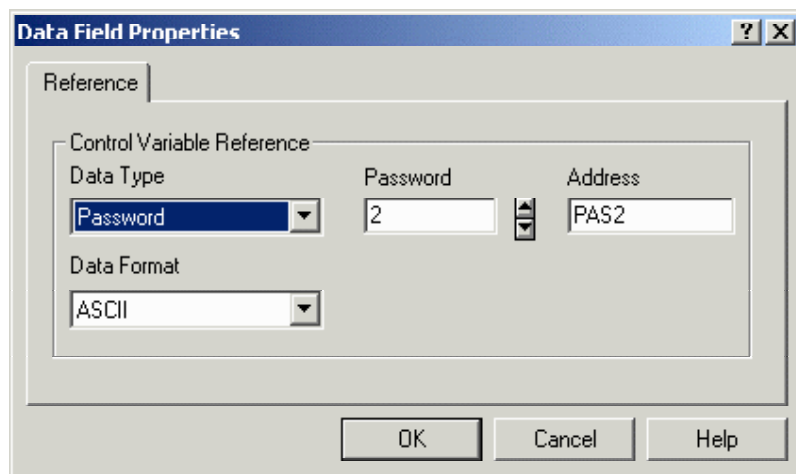 Data Field Properties
Reference
Control Variable Reference
Data Type Password Address
Password 2 PAS2
Data Format
ASCII
OK Cancel Help